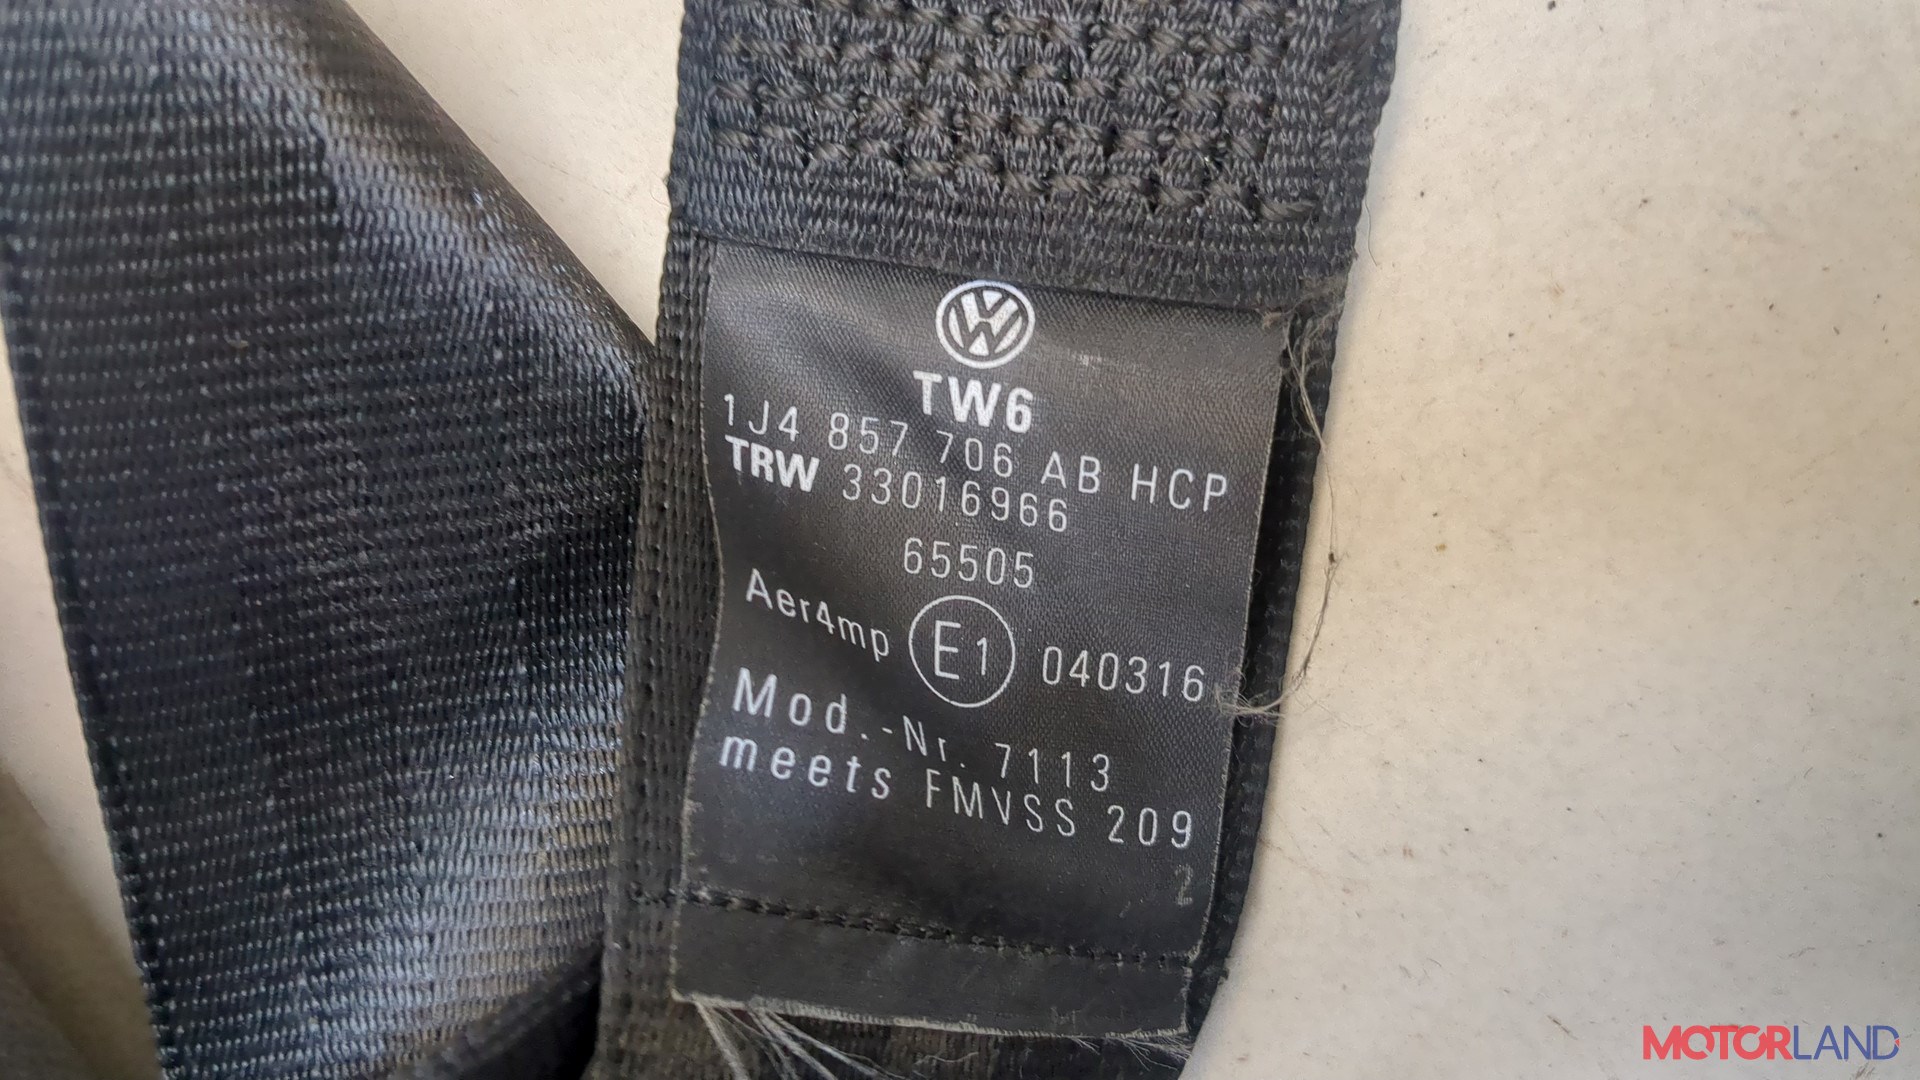 VW
TW6
1J4 857 706 AB HCP
TRW 33016966
65505
Aer4mp E1 040316
Mod.-Nr. 7113
meets FMVSS 209
2
MOTORLAND